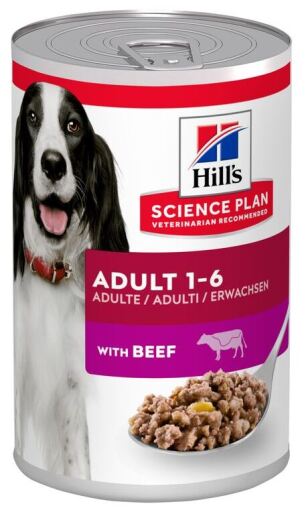 Hill's
SCIENCE PLAN
VETERINARIAN RECOMMENDED
ADULT 1-6
ADULTE / ADULTI / ERWACHSEN
WITH BEEF